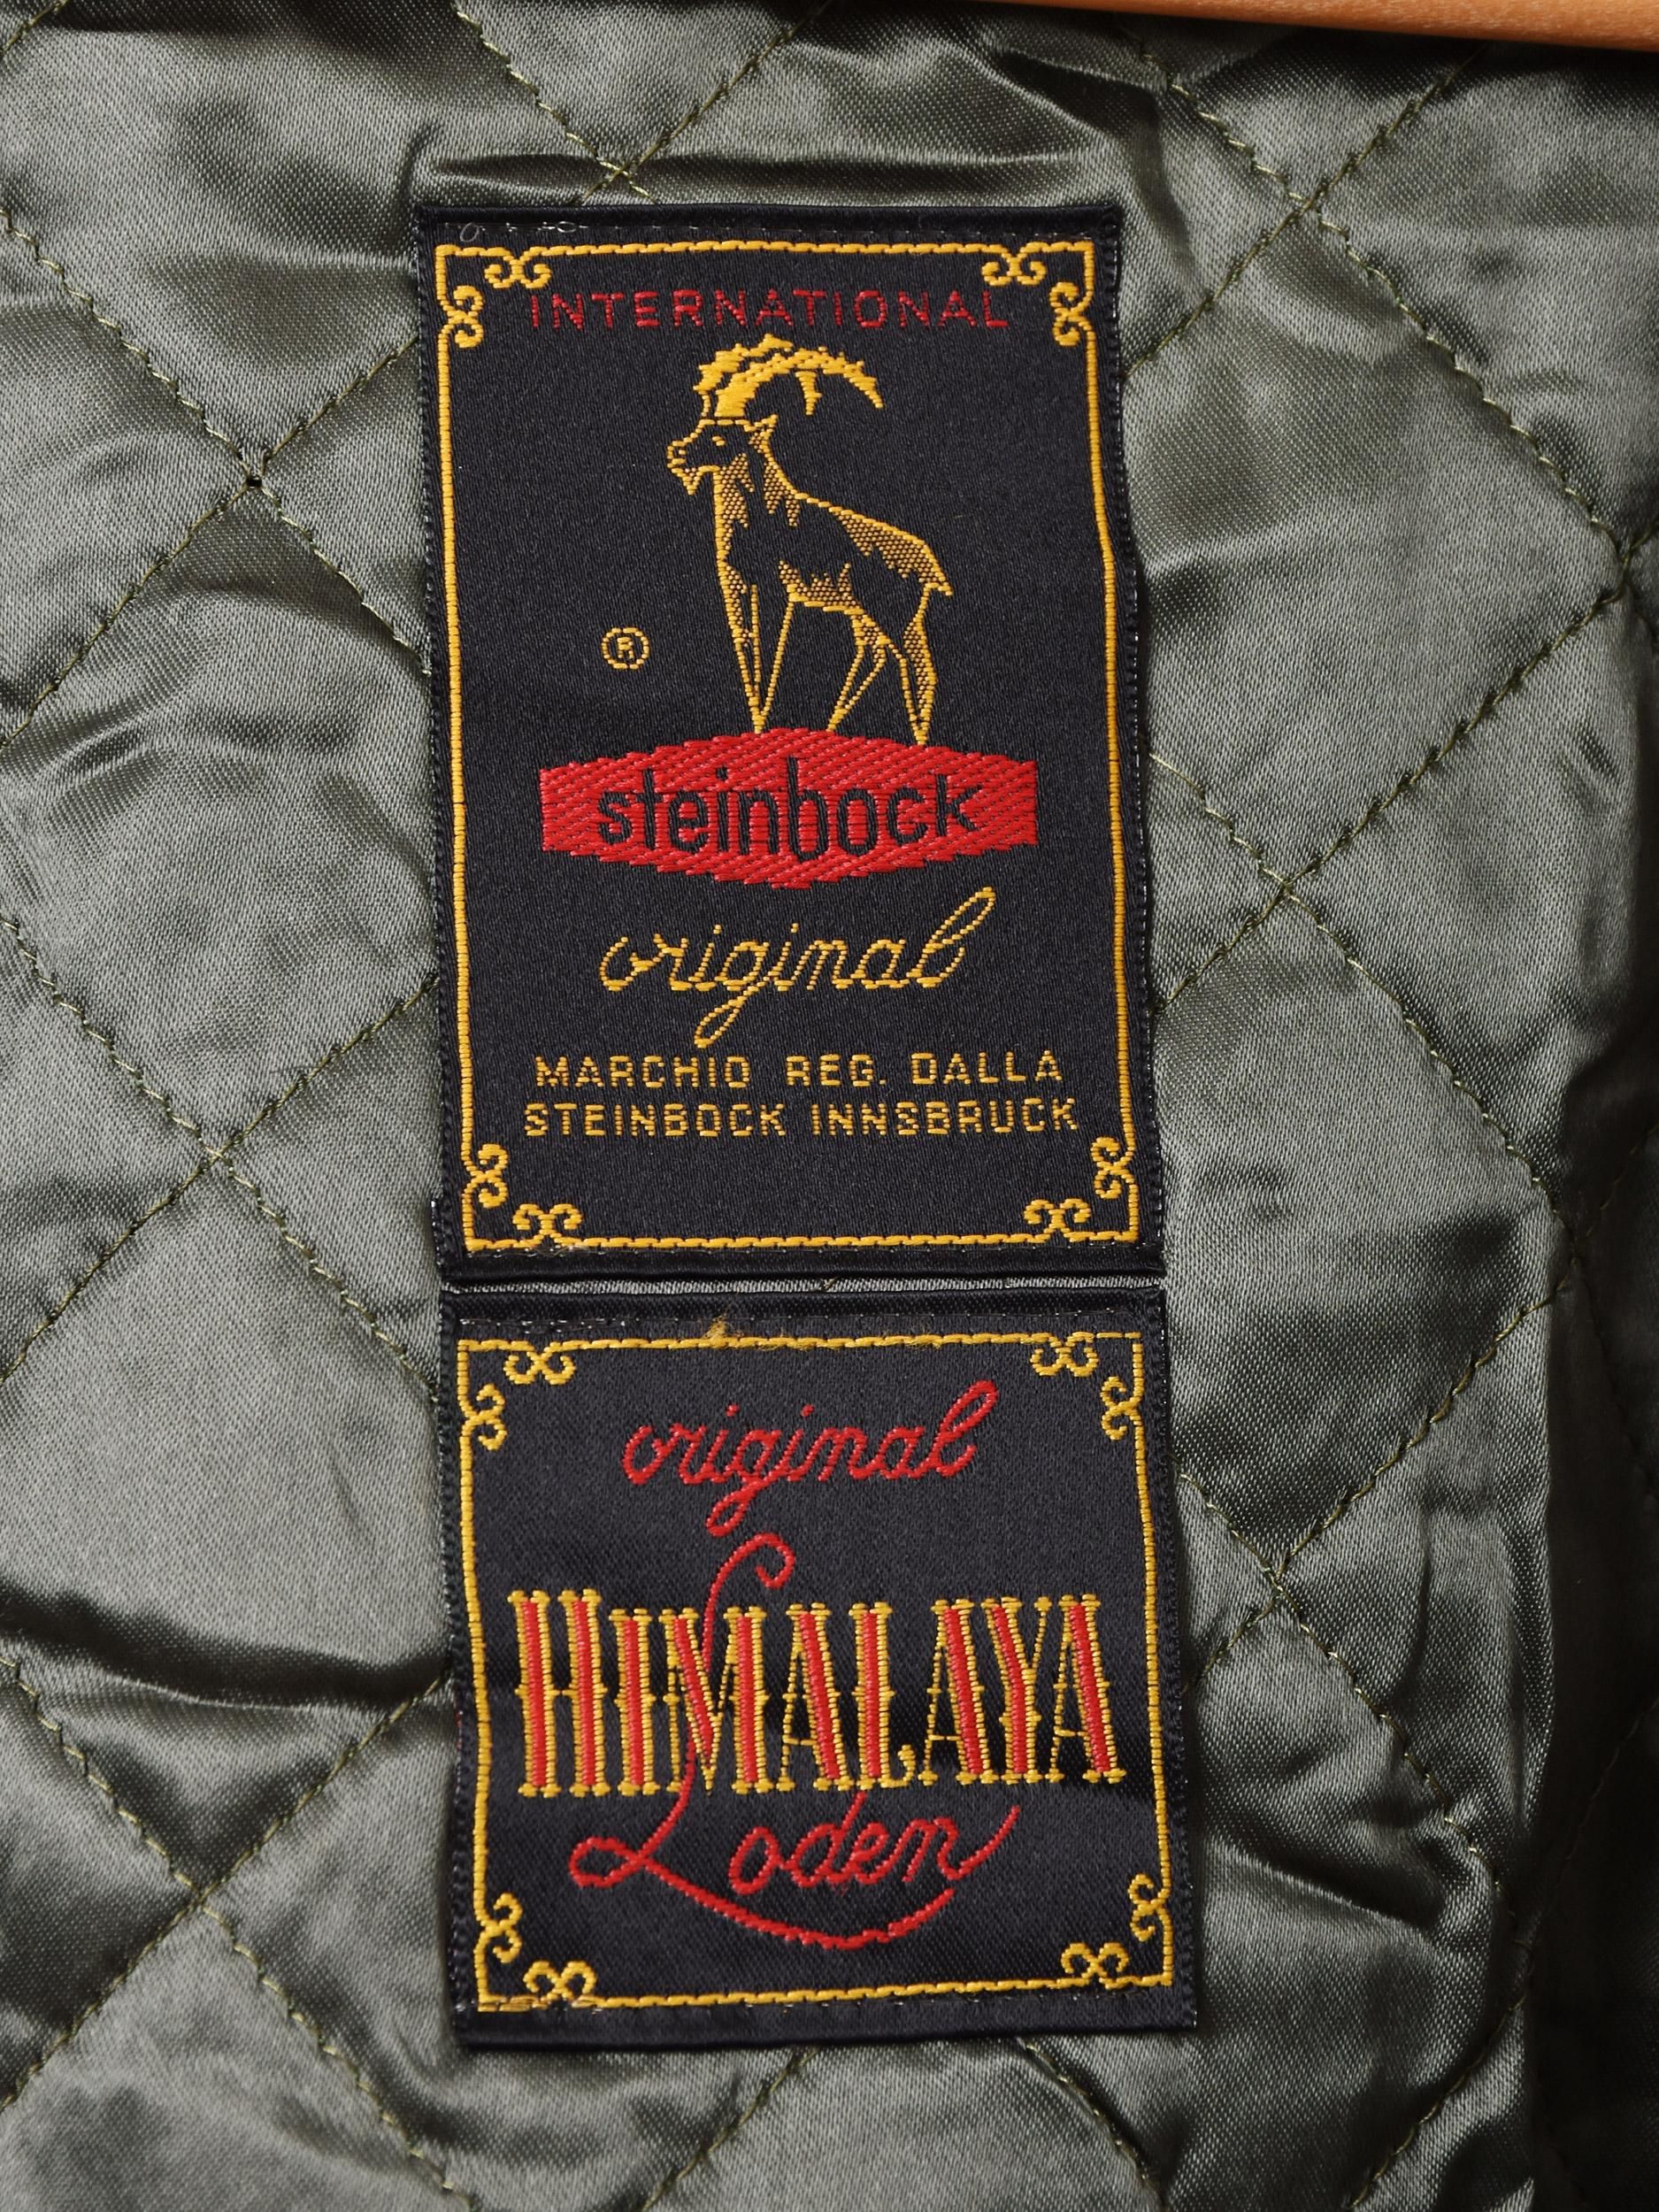 INTERNATIONAL
®
steinbock
original
MARCHIO REG. DALLA
STEINBOCK INNSBRUCK
original
HIMALAYA
Loden